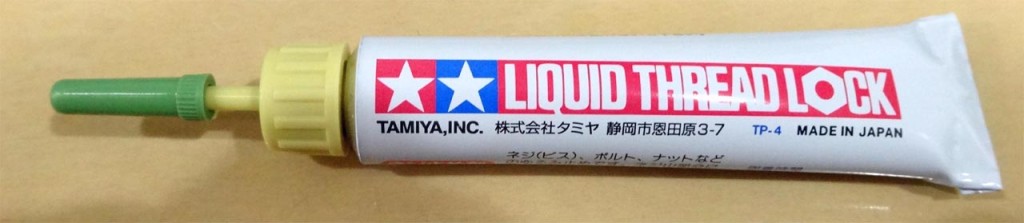 LIQUID THREAD LOCK
TAMIYA, INC. 株式会社タミヤ 静岡市恩田原3-7 TP-4 MADE IN JAPAN
ネジ(ビス)、ボルト、ナットなど